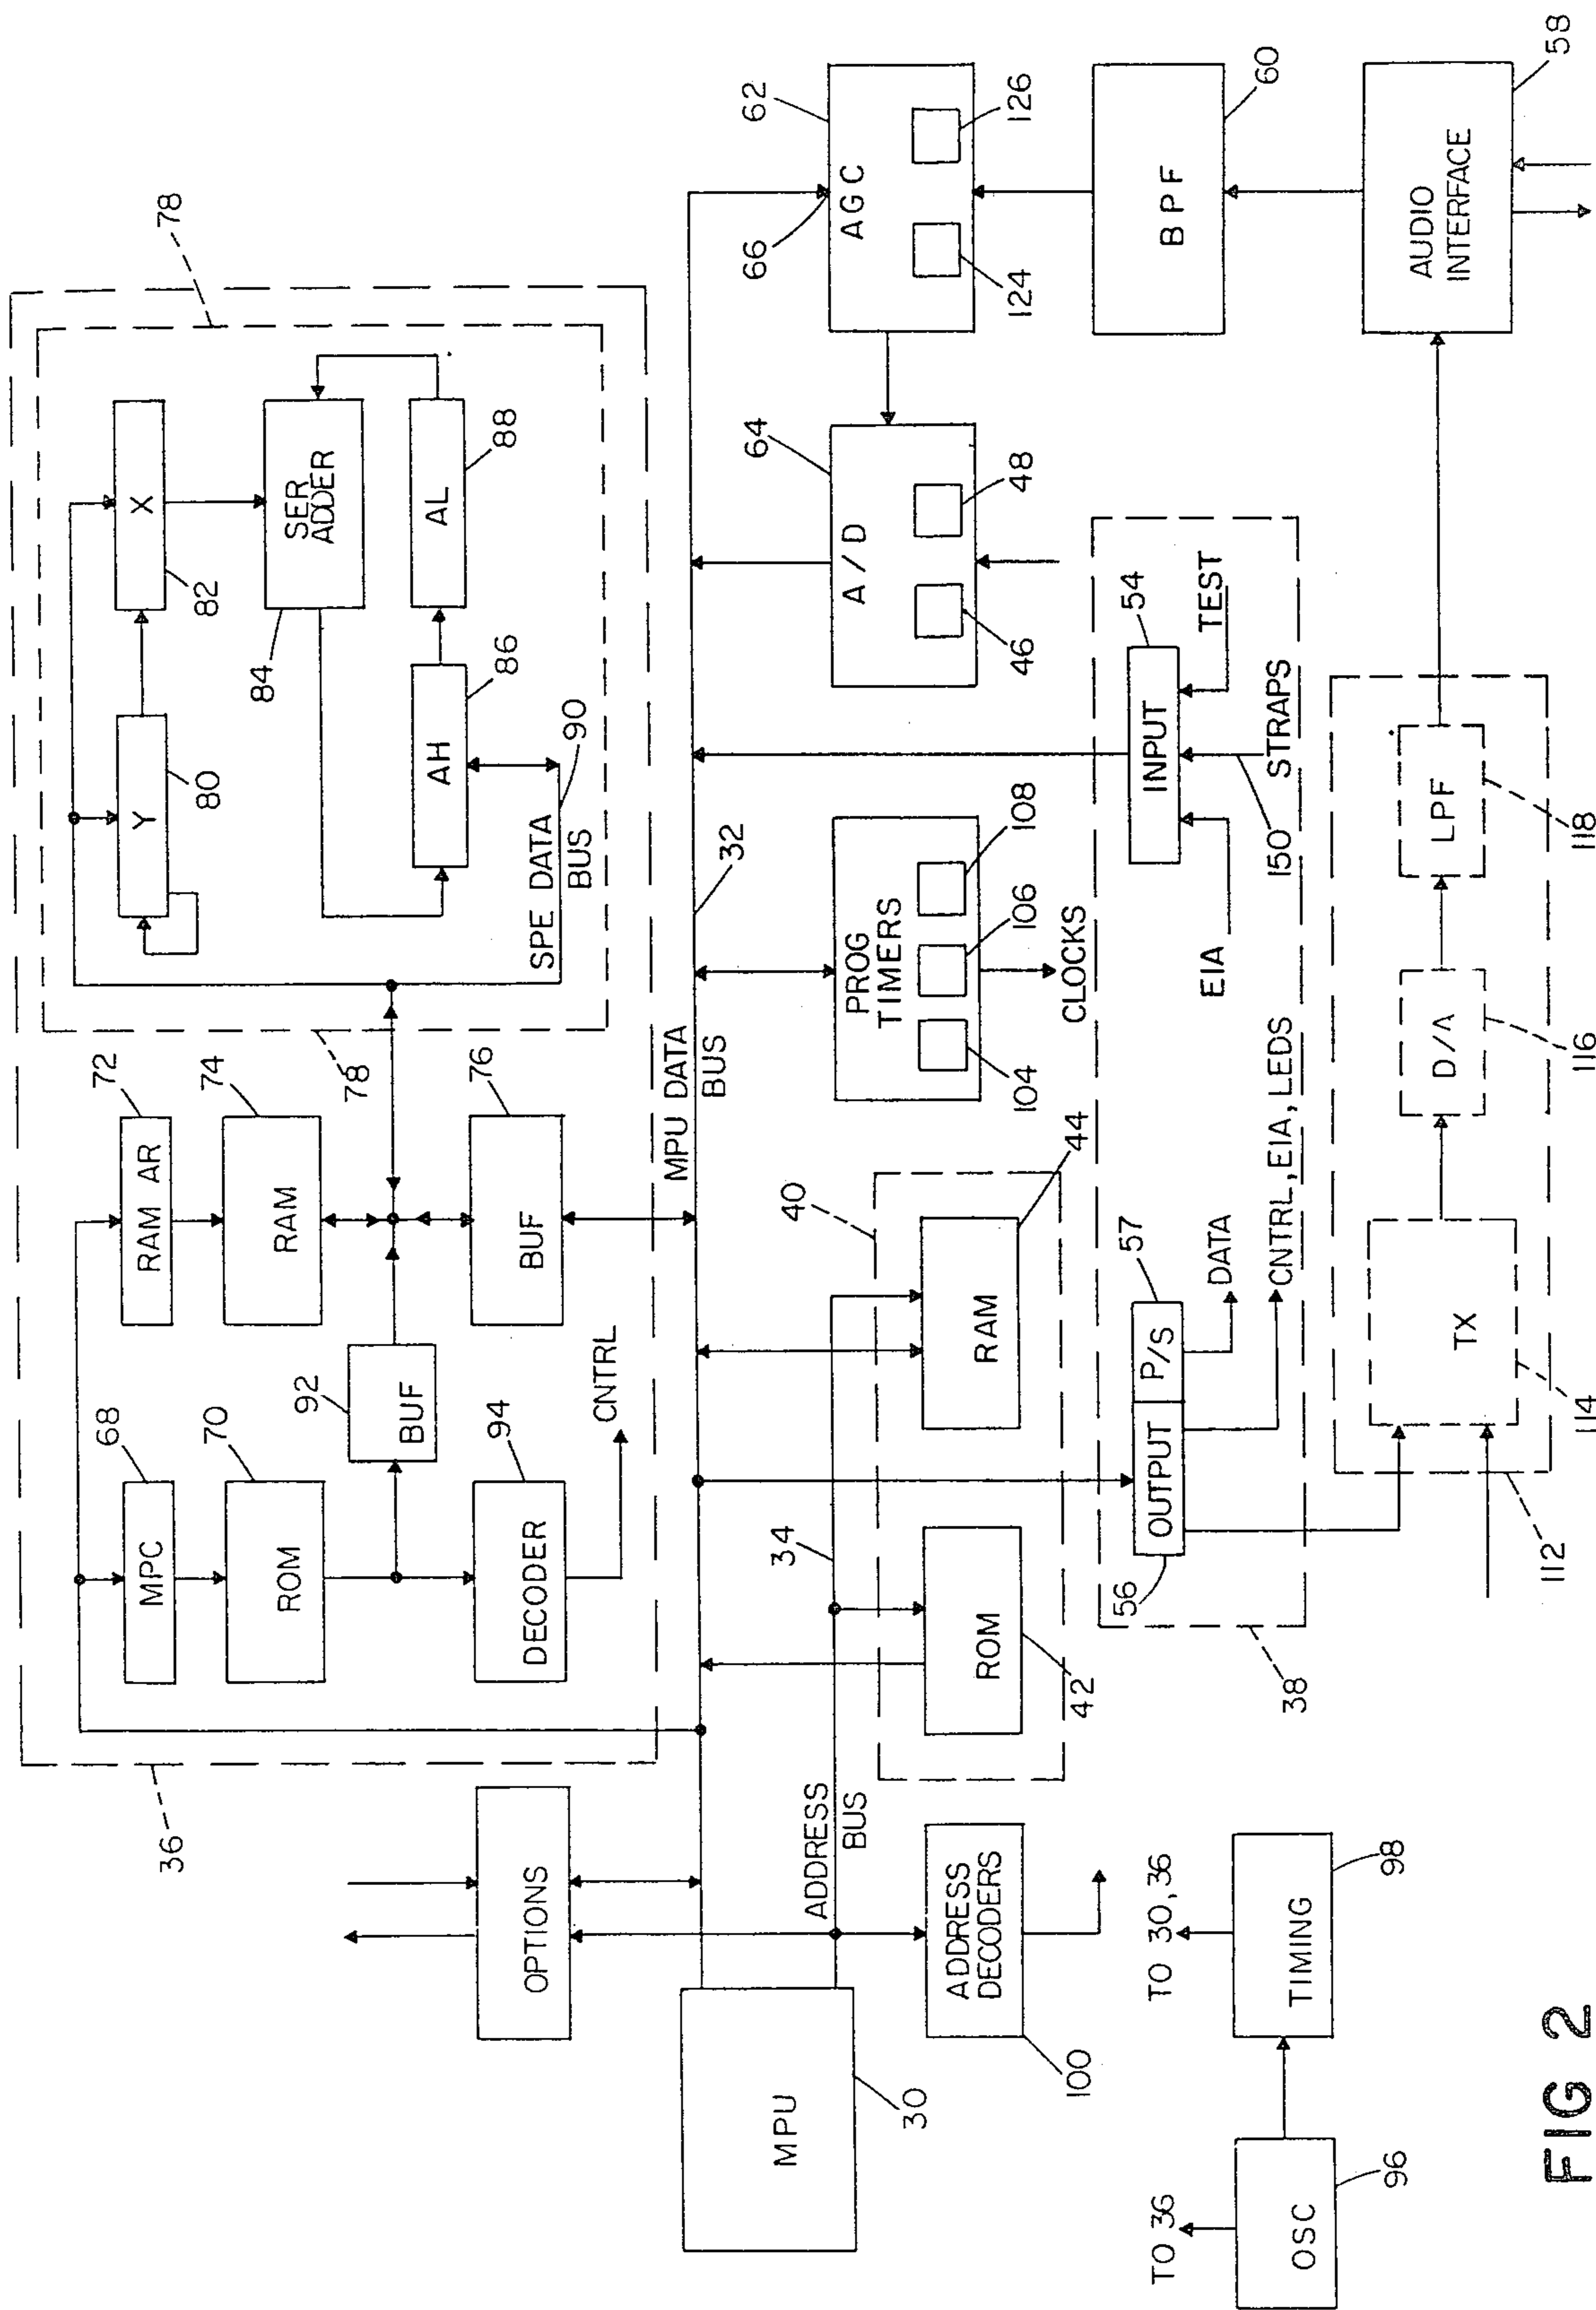 36
78
MPC
68
RAM AR
72
Y
80
X
82
ROM
70
RAM
74
84
SER
ADDER
92
BUF
78
DECODER
94
BUF
76
AH
86
AL
88
CNTRL
SPE DATA
BUS
90
OPTIONS
MPU
30
MPU DATA
BUS
32
ADDRESS
BUS
34
40
ROM
42
RAM
44
PROG
TIMERS
104
106
108
CLOCKS
64
A/D
46
48
66
62
AGC
124
126
ADDRESS
DECODERS
100
38
56
OUTPUT
P/S
57
DATA
CNTRL, EIA, LEDS
INPUT
54
EIA
150
STRAPS
TEST
BPF
60
TO 36
OSC
96
TO 30, 36
TIMING
98
112
TX
114
D/A
116
LPF
118
AUDIO
INTERFACE
58
FIG 2